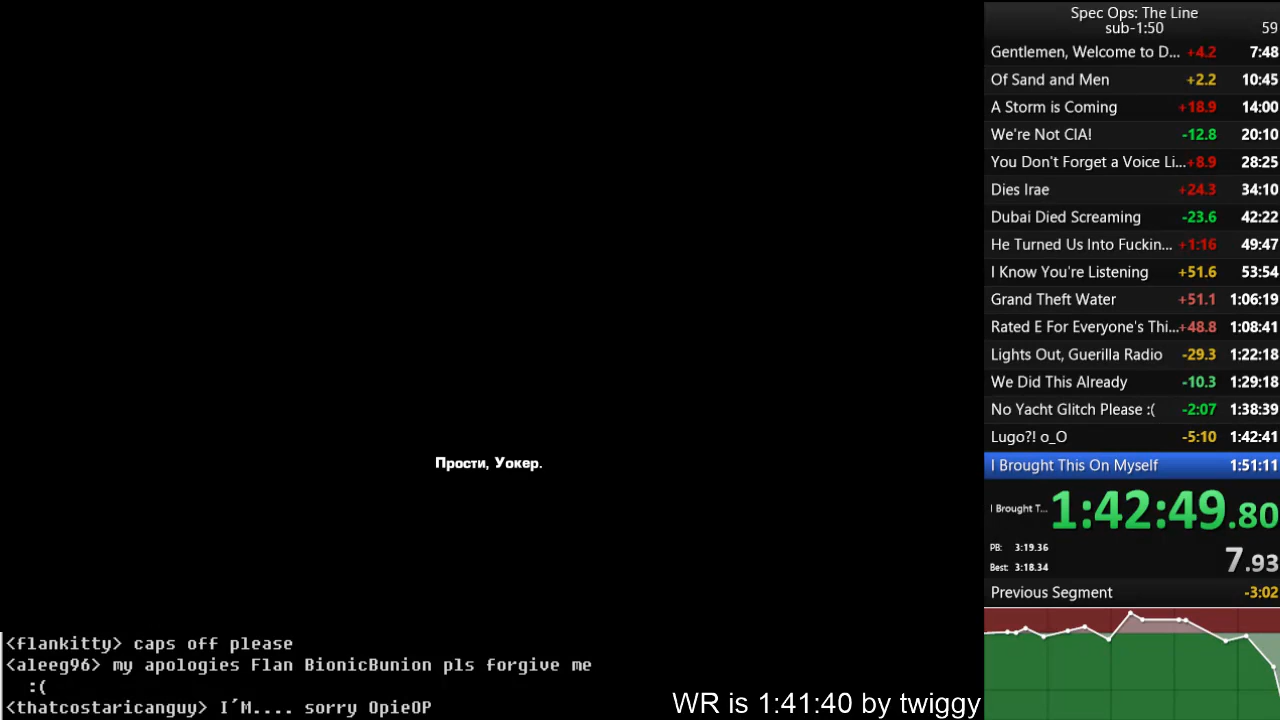 Spec Ops: The Line
sub-1:50 59
Gentlemen, Welcome to D... +4.2 7:48
Of Sand and Men +2.2 10:45
A Storm is Coming +18.9 14:00
We're Not CIA! -12.8 20:10
You Don't Forget a Voice Li... +8.9 28:25
Dies Irae +24.3 34:10
Dubai Died Screaming -23.6 42:22
He Turned Us Into Fuckin... +1:16 49:47
I Know You're Listening +51.6 53:54
Grand Theft Water +51.1 1:06:19
Rated E For Everyone's Thi... +48.8 1:08:41
Lights Out, Guerilla Radio -29.3 1:22:18
We Did This Already -10.3 1:29:18
No Yacht Glitch Please :( -2:07 1:38:39
Lugo?! o_O -5:10 1:42:41
I Brought This On Myself 1:51:11
I Brought T... 1:42:49.80
PB: 3:19.36
Best: 3:18.34
7.93
Previous Segment -3:02
Прости, Уокер.
<flankitty> caps off please
<aleeg96> my apologies Flan BionicBunion pls forgive me
:(
<thatcostaricanguy> I´M.... sorry OpieOP
WR is 1:41:40 by twiggy